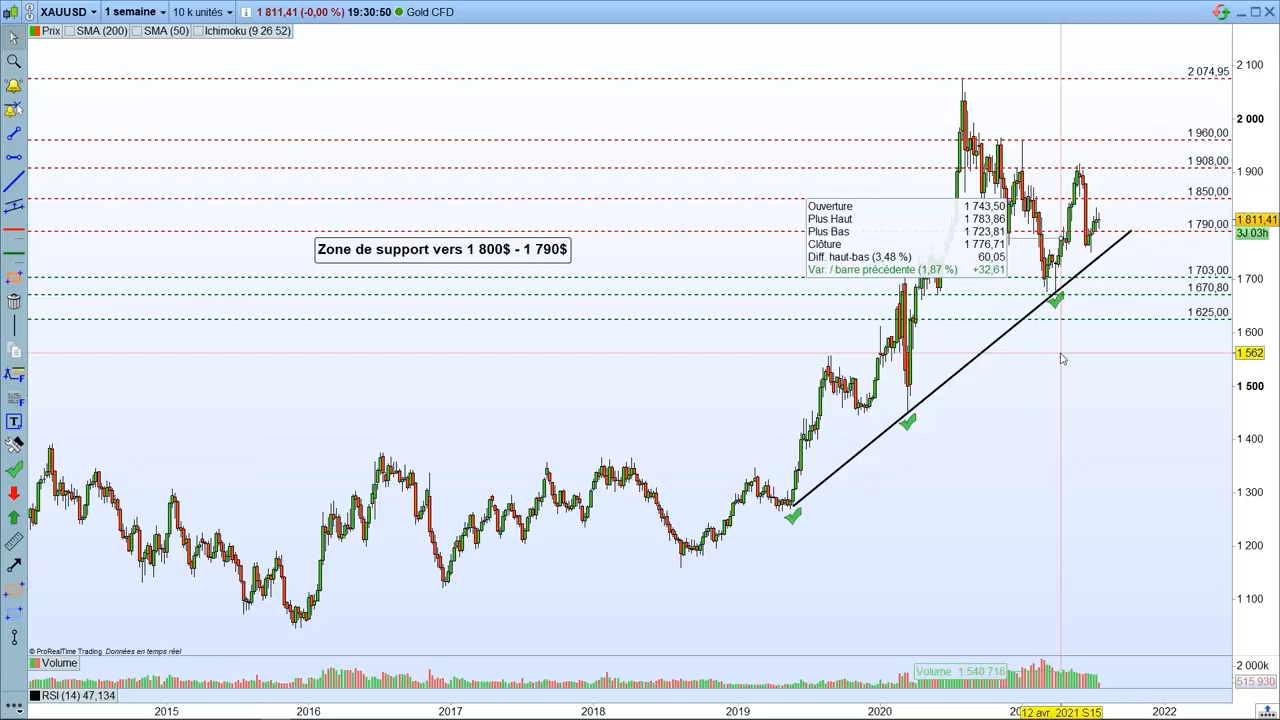 XAUUSD 1 semaine 10 k unités 1 811,41 (-0,00 %) 19:30:50 Gold CFD
Prix SMA (200) SMA (50) Ichimoku (9 26 52)
2 100
2 074,95
2 000
1 960,00
1 908,00
1 900
1 850,00
Ouverture 1 743,50
Plus Haut 1 783,86
Plus Bas 1 723,81
Clôture 1 776,71
Diff. haut-bas (3,48 %) 60,05
Var. / barre précédente (1,87 %) +32,61
1 811,41
1 790,00
3J 03h
Zone de support vers 1 800$ - 1 790$
1 703,00
1 700
1 670,80
1 625,00
1 600
1 562
1 500
1 400
1 300
1 200
1 100
© ProRealTime Trading Données en temps réel
Volume
Volume 1 540 716
2 000k
515 930
RSI (14) 47,134
2015 2016 2017 2018 2019 2020 12 avr. 2021 S15 2022